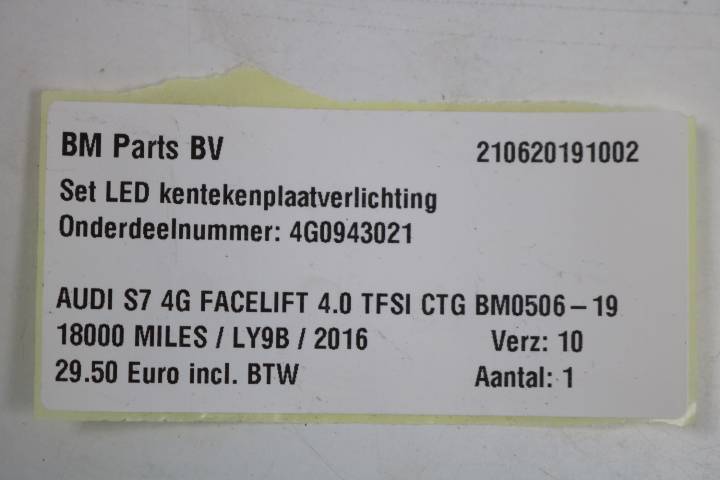 BM Parts BV 210620191002
Set LED kentekenplaatverlichting
Onderdeelnummer: 4G0943021
AUDI S7 4G FACELIFT 4.0 TFSI CTG BM0506-19
18000 MILES / LY9B / 2016 Verz: 10
29.50 Euro incl. BTW Aantal: 1